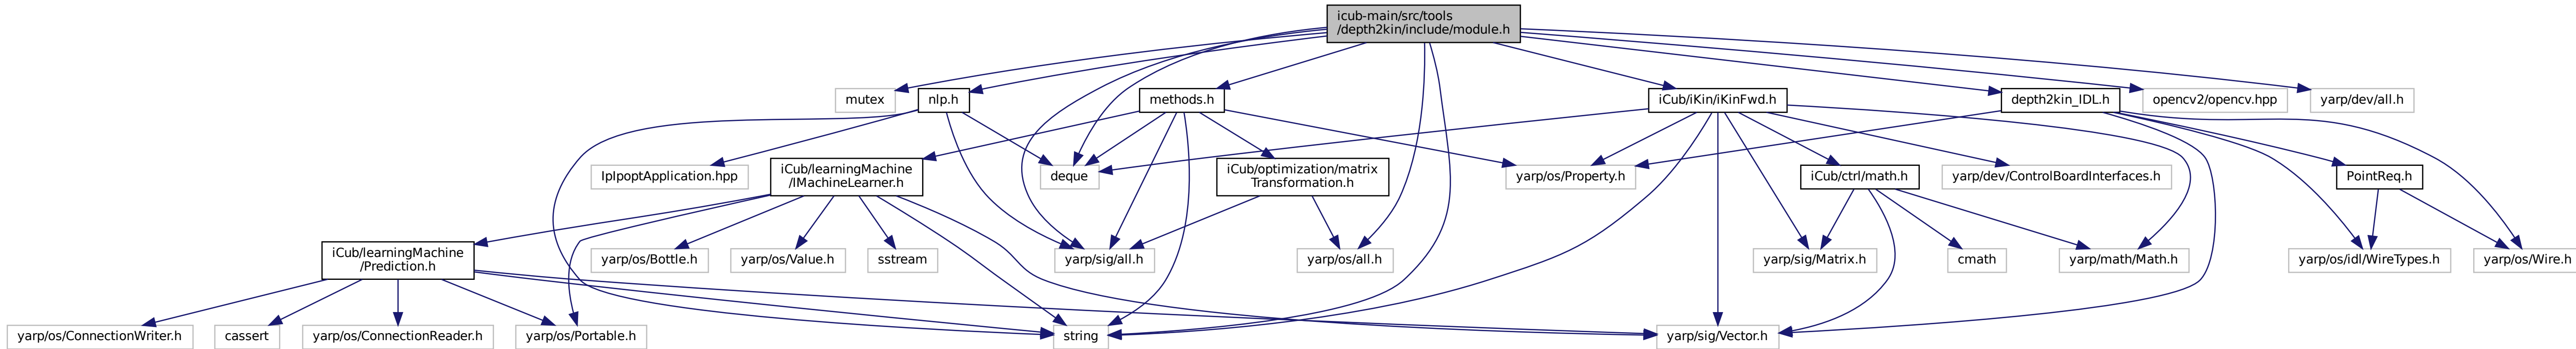 icub-main/src/tools
/depth2kin/include/module.h
mutex
nlp.h
methods.h
iCub/iKin/iKinFwd.h
depth2kin_IDL.h
opencv2/opencv.hpp
yarp/dev/all.h
IpIpoptApplication.hpp
iCub/learningMachine
/IMachineLearner.h
deque
iCub/optimization/matrix
Transformation.h
yarp/os/Property.h
iCub/ctrl/math.h
yarp/dev/ControlBoardInterfaces.h
PointReq.h
iCub/learningMachine
/Prediction.h
yarp/os/Bottle.h
yarp/os/Value.h
sstream
yarp/sig/all.h
yarp/os/all.h
yarp/sig/Matrix.h
cmath
yarp/math/Math.h
yarp/os/idl/WireTypes.h
yarp/os/Wire.h
yarp/os/ConnectionWriter.h
cassert
yarp/os/ConnectionReader.h
yarp/os/Portable.h
string
yarp/sig/Vector.h